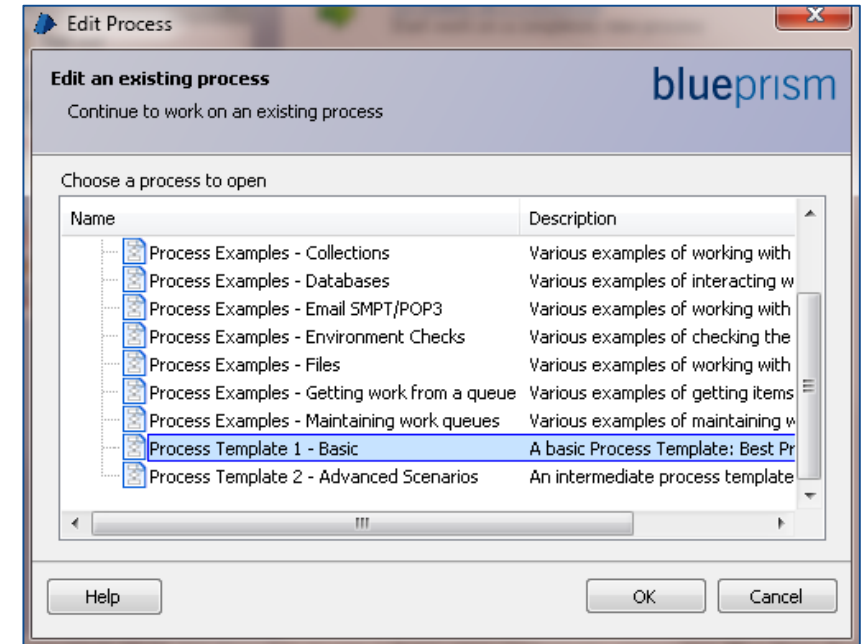 Edit Process
Edit an existing process
blueprism
Continue to work on an existing process
Choose a process to open
Name Description
Process Examples - Collections Various examples of working with
Process Examples - Databases Various examples of interacting w
Process Examples - Email SMPT/POP3 Various examples of working with
Process Examples - Environment Checks Various examples of checking the
Process Examples - Files Various examples of working with
Process Examples - Getting work from a queue Various examples of getting items
Process Examples - Maintaining work queues Various examples of maintaining w
Process Template 1 - Basic A basic Process Template: Best Pr
Process Template 2 - Advanced Scenarios An intermediate process template
Help OK Cancel